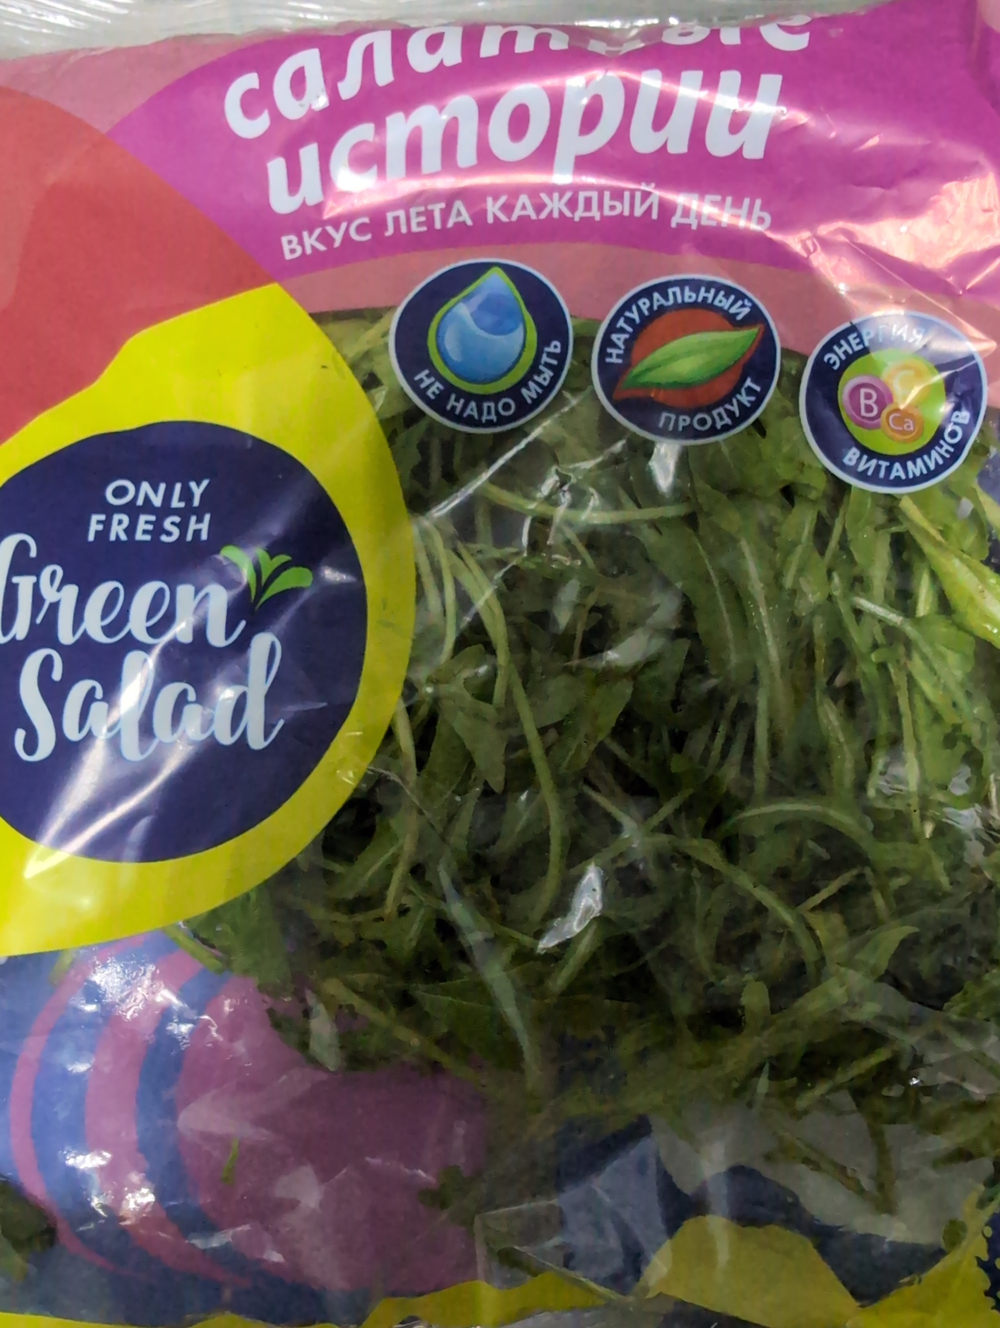 салатные
истории
ВКУС ЛЕТА КАЖДЫЙ ДЕНЬ
НЕ НАДО МЫТЬ
НАТУРАЛЬНЫЙ
ПРОДУКТ
ЭНЕРГИЯ
B C Ca
ВИТАМИНОВ
ONLY
FRESH
Green
Salad